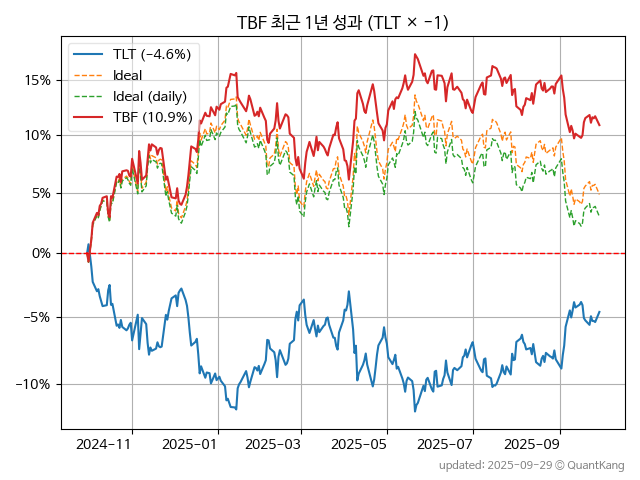 TBF 최근 1년 성과 (TLT × −1)
TLT (−4.6%)
Ideal
Ideal (daily)
TBF (10.9%)
15%
10%
5%
0%
−5%
−10%
2024-11 2025-01 2025-03 2025-05 2025-07 2025-09
updated: 2025-09-29 © QuantKang